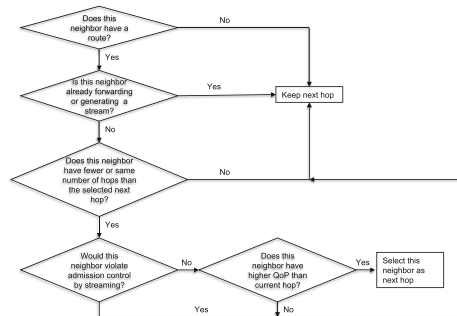 Does this
neighbor have a
route?
No
Yes
Is this neighbor
already forwarding
or generating a
stream?
Yes
Keep next hop
No
Does this neighbor
have fewer or same
number of hops than
the selected next
hop?
No
Yes
Would this
neighbor violate
admission control
by streaming?
No
Does this
neighbor have
higher QoP than
current hop?
Yes
Select this
neighbor as
next hop
Yes
No